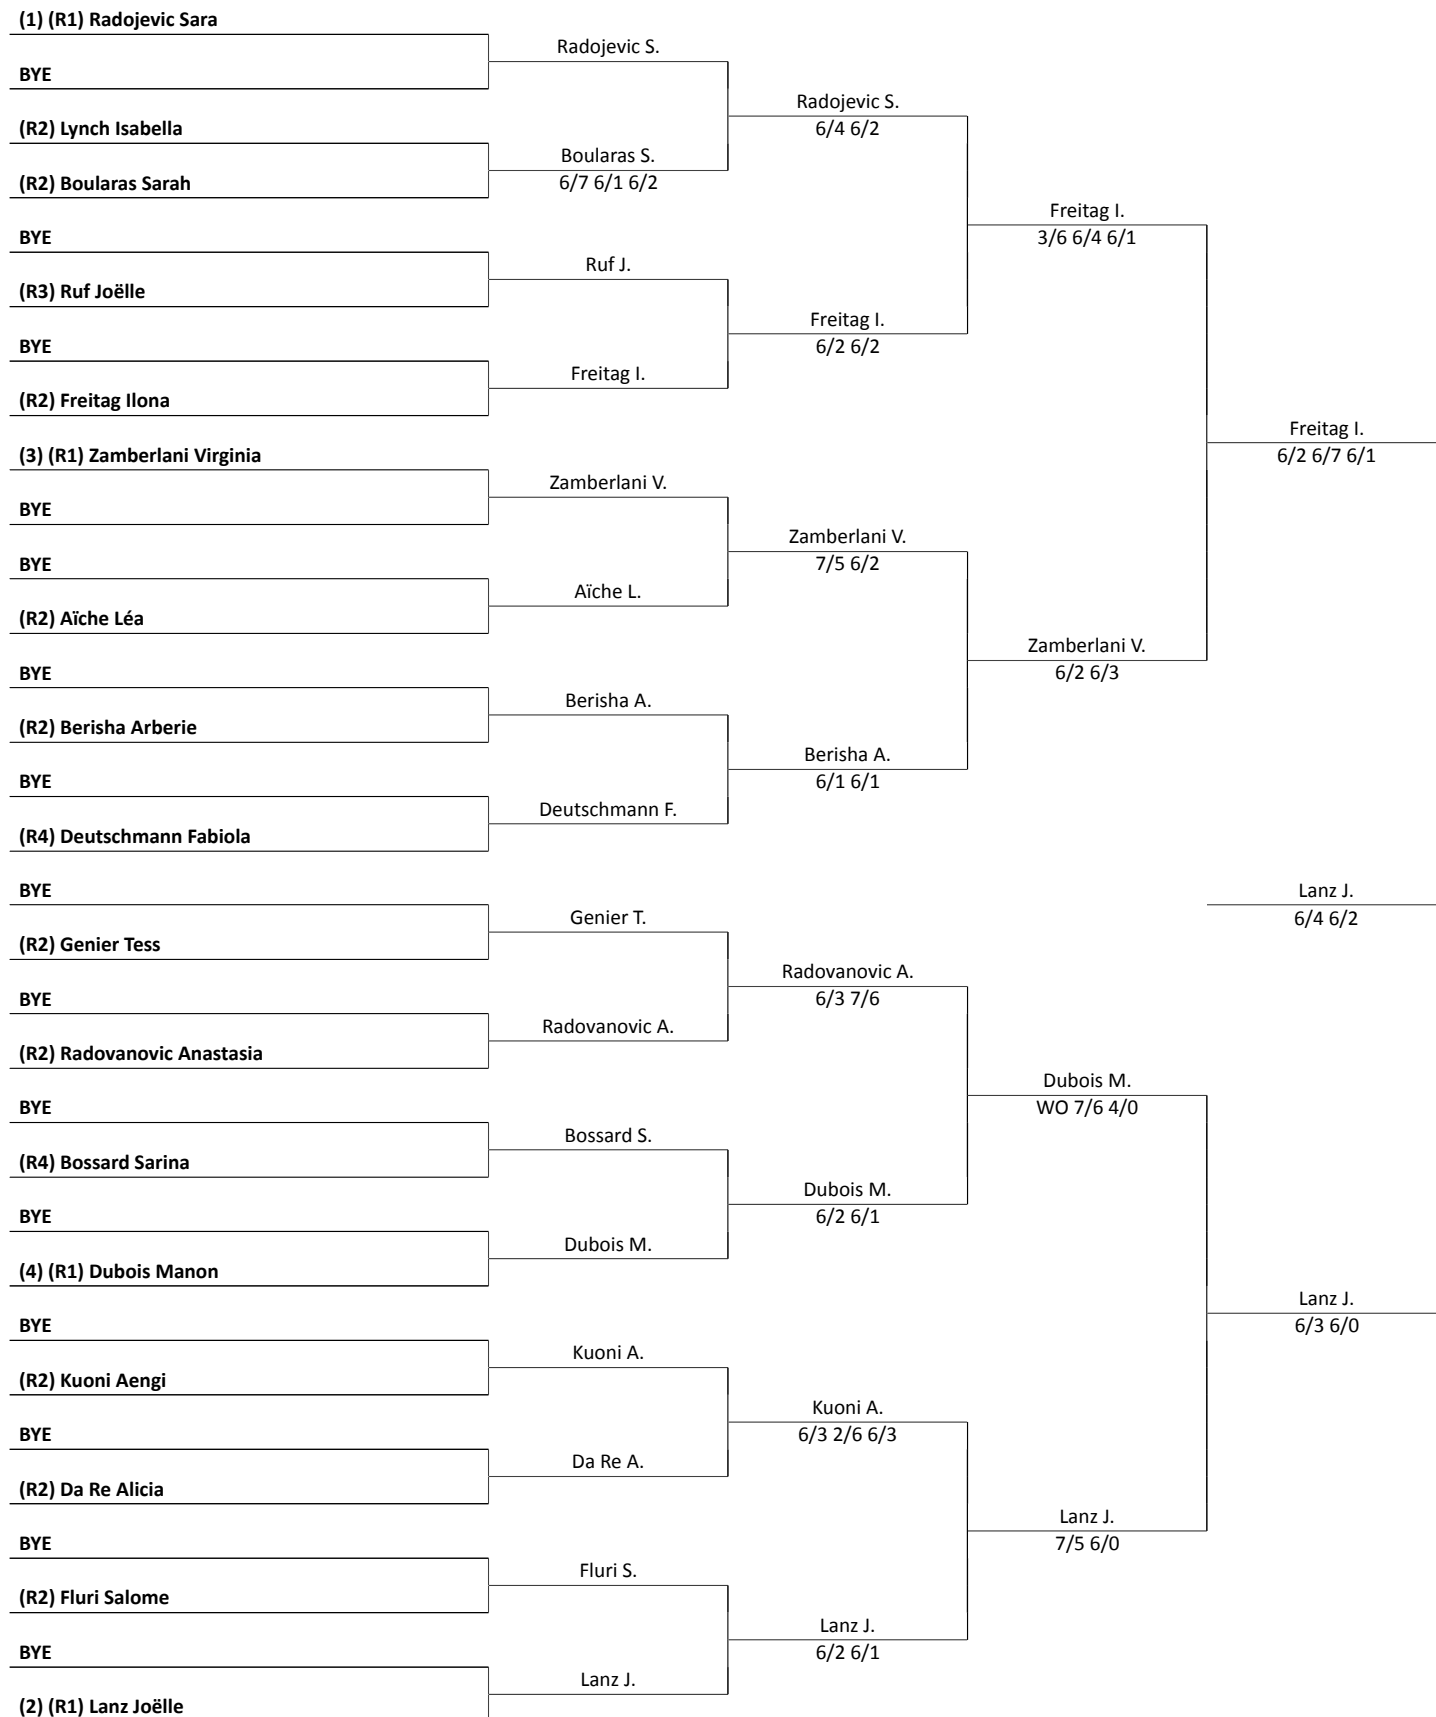 (1) (R1) Radojevic Sara
Radojevic S.
BYE
Radojevic S.
6/4 6/2
(R2) Lynch Isabella
Boularas S.
6/7 6/1 6/2
(R2) Boularas Sarah
Freitag I.
3/6 6/4 6/1
BYE
Ruf J.
(R3) Ruf Joëlle
Freitag I.
6/2 6/2
BYE
Freitag I.
(R2) Freitag Ilona
Freitag I.
6/2 6/7 6/1
(3) (R1) Zamberlani Virginia
Zamberlani V.
BYE
Zamberlani V.
7/5 6/2
BYE
Aïche L.
(R2) Aïche Léa
Zamberlani V.
6/2 6/3
BYE
Berisha A.
(R2) Berisha Arberie
Berisha A.
6/1 6/1
BYE
Deutschmann F.
(R4) Deutschmann Fabiola
BYE
Lanz J.
6/4 6/2
Genier T.
(R2) Genier Tess
Radovanovic A.
6/3 7/6
BYE
Radovanovic A.
(R2) Radovanovic Anastasia
Dubois M.
WO 7/6 4/0
BYE
Bossard S.
(R4) Bossard Sarina
Dubois M.
6/2 6/1
BYE
Dubois M.
(4) (R1) Dubois Manon
Lanz J.
6/3 6/0
BYE
Kuoni A.
(R2) Kuoni Aengi
Kuoni A.
6/3 2/6 6/3
BYE
Da Re A.
(R2) Da Re Alicia
Lanz J.
7/5 6/0
BYE
Fluri S.
(R2) Fluri Salome
Lanz J.
6/2 6/1
BYE
Lanz J.
(2) (R1) Lanz Joëlle